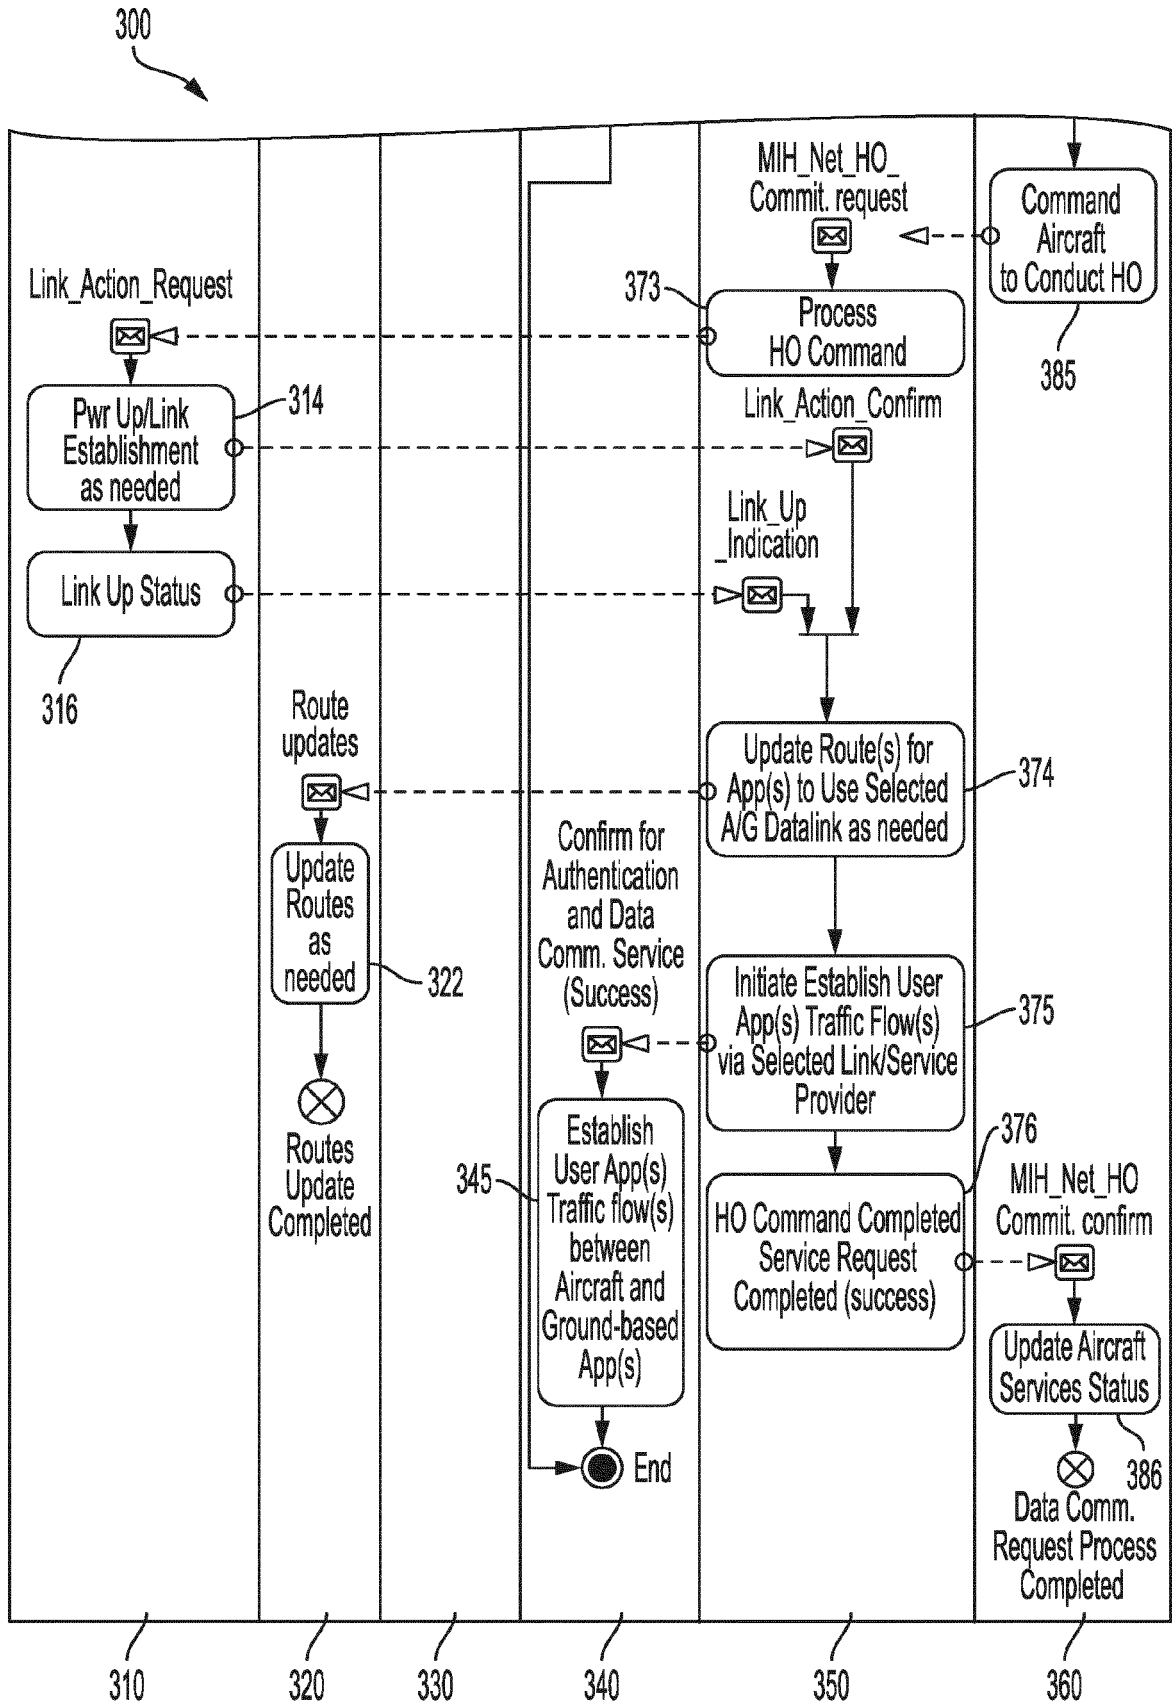 300
MIH_Net_HO_
Commit. request
Command
Aircraft
to Conduct HO
385
Link_Action_Request
373
Process
HO Command
Pwr Up/Link
Establishment
as needed
314
Link_Action_Confirm
Link_Up
_Indication
Link Up Status
316
Route
updates
Update Route(s) for
App(s) to Use Selected
A/G Datalink as needed
374
Update
Routes
as
needed
322
Confirm for
Authentication
and Data
Comm. Service
(Success)
Initiate Establish User
App(s) Traffic Flow(s)
via Selected Link/Service
Provider
375
Routes
Update
Completed
345
Establish
User App(s)
Traffic flow(s)
between
Aircraft and
Ground-based
App(s)
376
HO Command Completed
Service Request
Completed (success)
MIH_Net_HO
Commit. confirm
Update Aircraft
Services Status
386
End
Data Comm.
Request Process
Completed
310
320
330
340
350
360